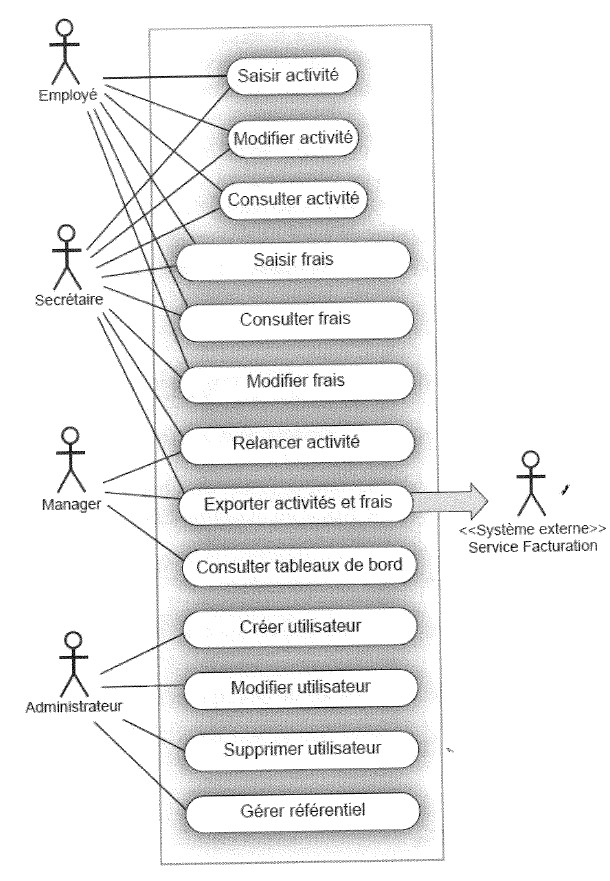 Employé
Saisir activité
Modifier activité
Consulter activité
Saisir frais
Secrétaire
Consulter frais
Modifier frais
Relancer activité
Manager
Exporter activités et frais
<<Système externe>>
Service Facturation
Consulter tableaux de bord
Créer utilisateur
Modifier utilisateur
Administrateur
Supprimer utilisateur
Gérer référentiel